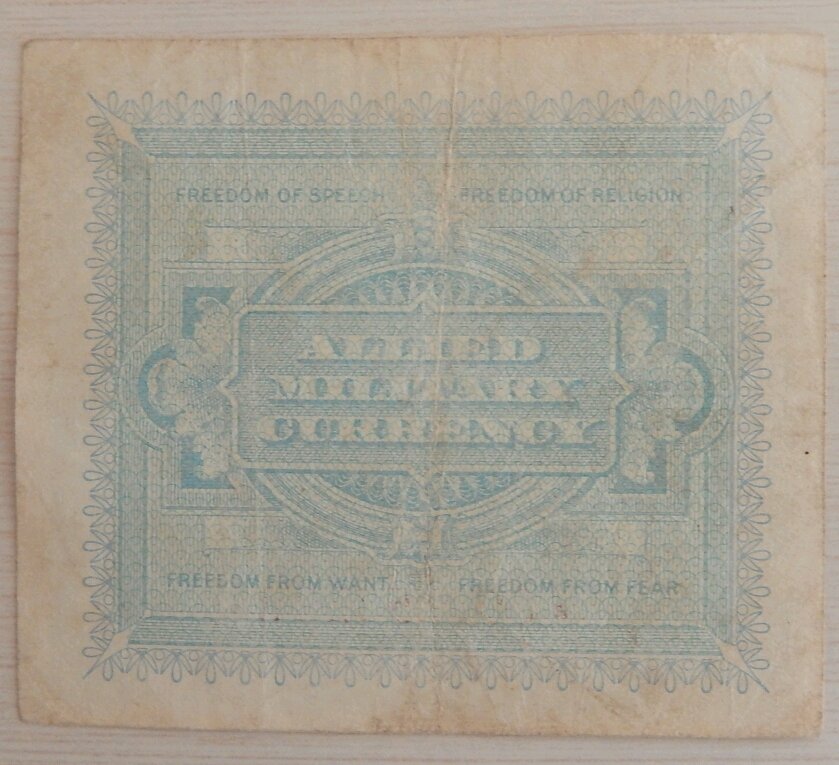 FREEDOM OF SPEECH FREEDOM OF RELIGION
ALLIED
MILITARY
CURRENCY
FREEDOM FROM WANT FREEDOM FROM FEAR